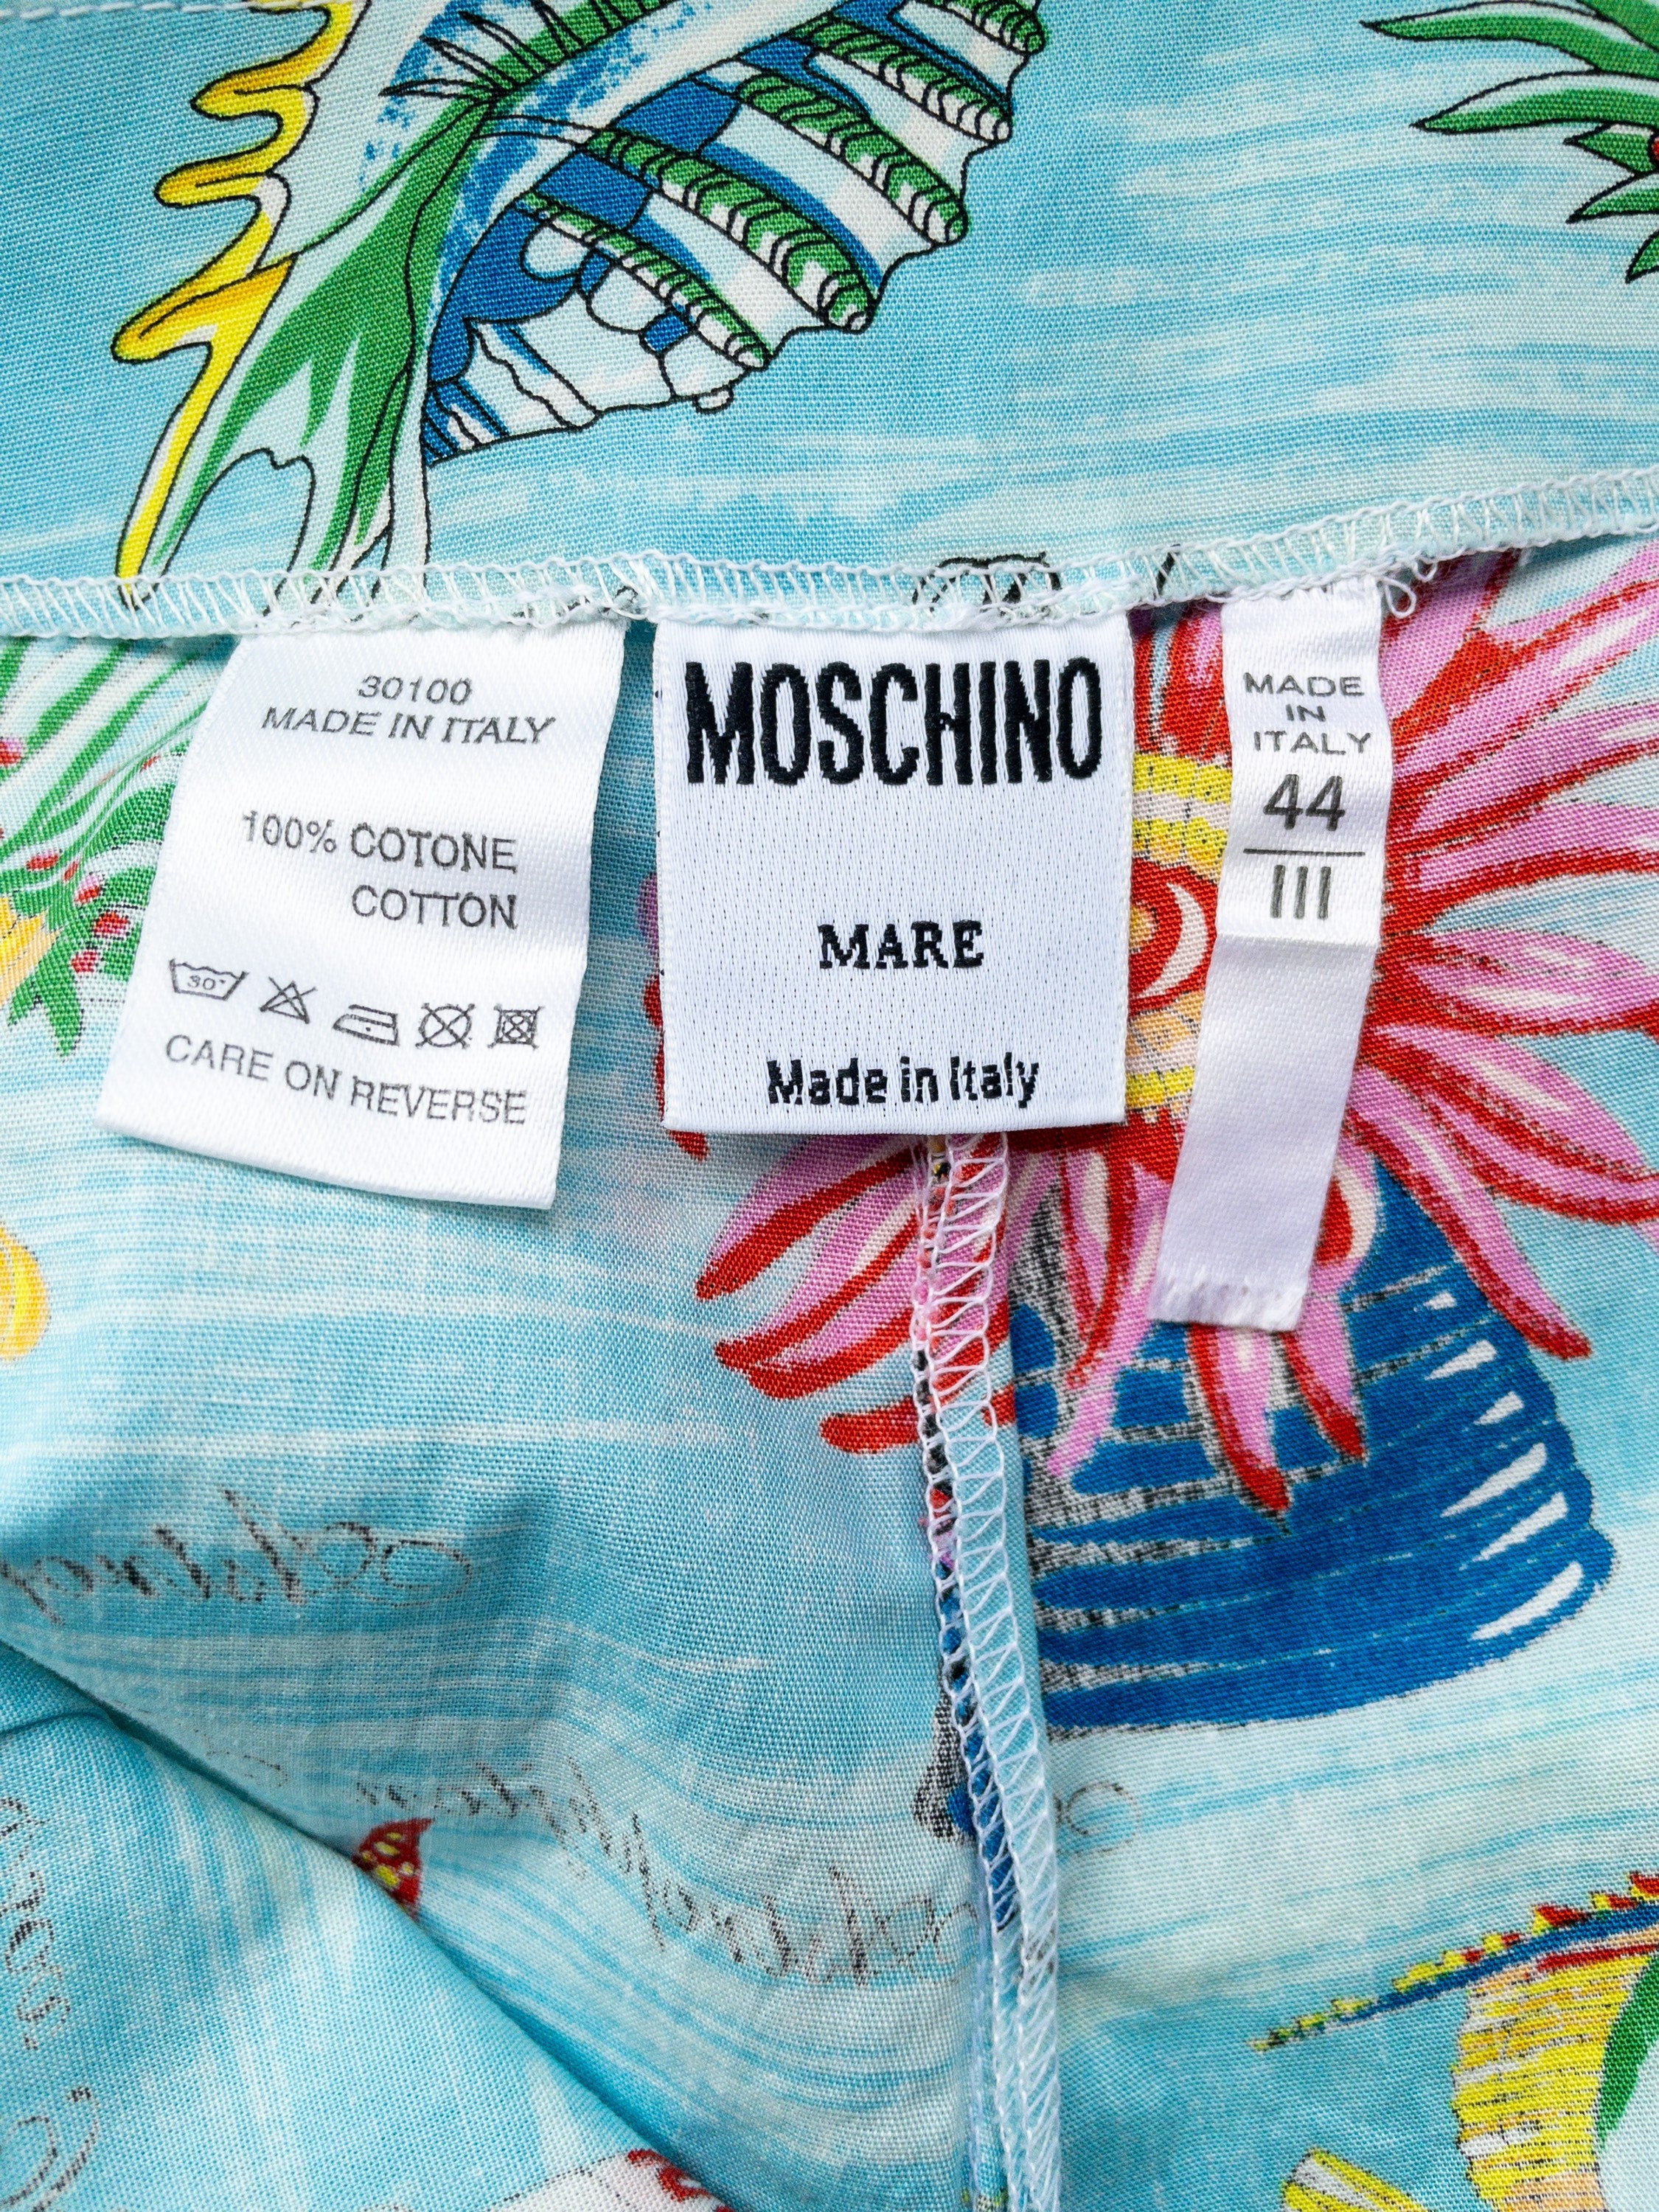 30100
MADE IN ITALY
100% COTONE
COTTON
30°
CARE ON REVERSE
MOSCHINO
MARE
Made in Italy
MADE
IN
ITALY
44
III